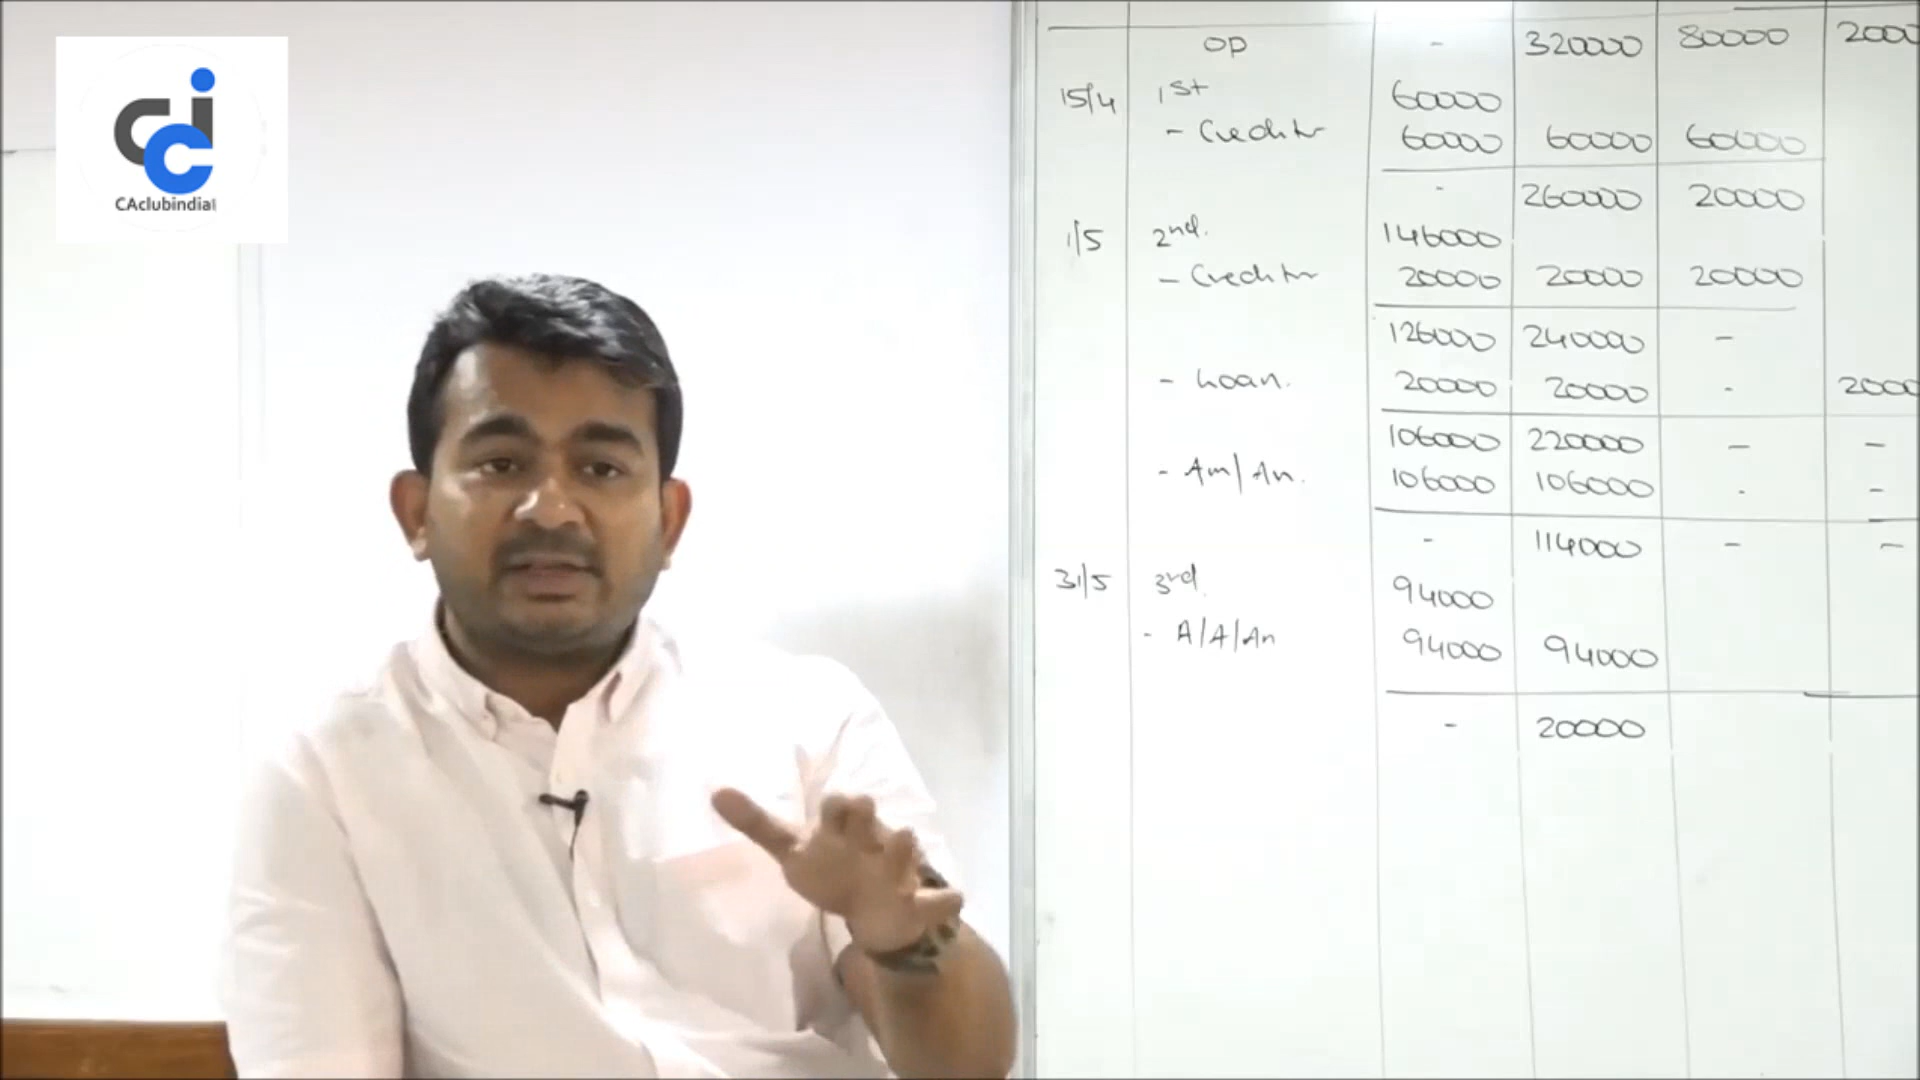 CAclubindia
OP - 320000 80000 2000
15/4 1st 60000
- Creditor 60000 60000 60000
- 260000 20000
1/5 2nd. 146000
- Creditor 20000 20000 20000
126000 240000 -
- Loan. 20000 20000 - 2000
106000 220000 - -
- Am/An. 106000 106000 - -
- 114000 - -
31/5 3rd. 94000
- A/A/An 94000 94000
- 20000